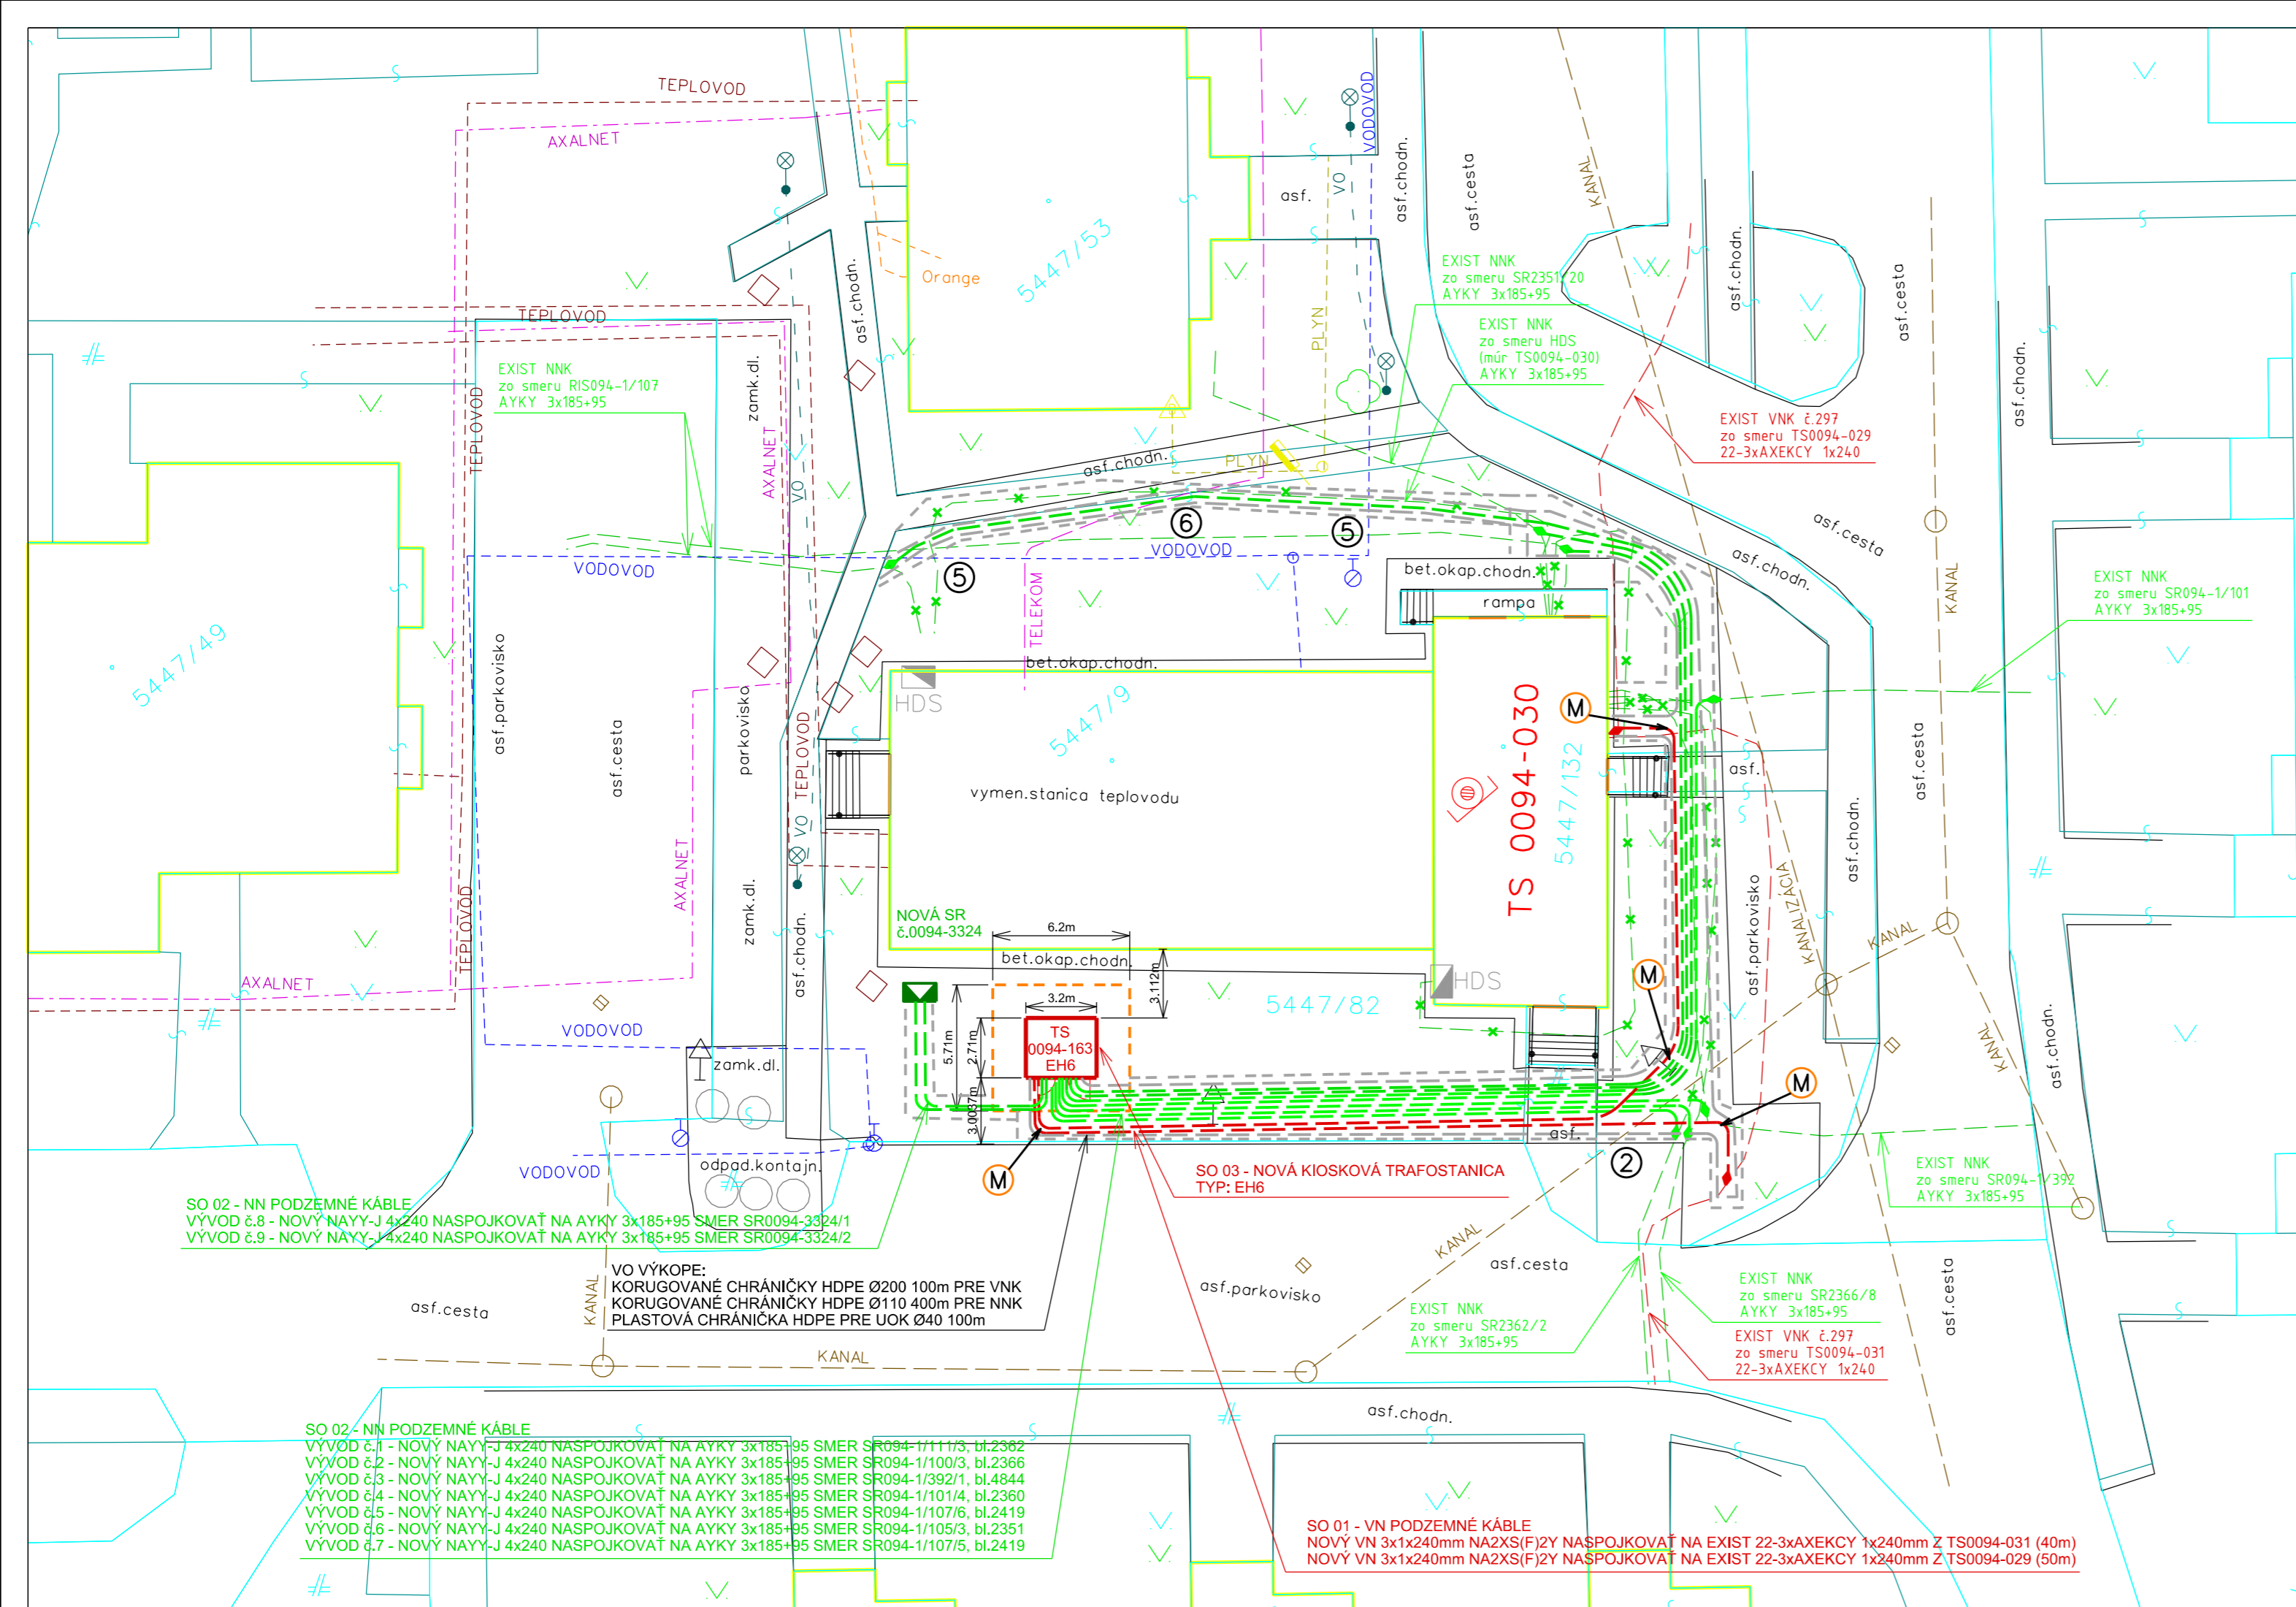 TEPLOVOD
AXALNET
VODOVOD
asf.
VO
asf.chodn.
asf.cesta
KANAL
5447/53
Orange
PLYN
asf.chodn.
TEPLOVOD
EXIST NNK
zo smeru RIS094-1/107
AYKY 3x185+95
zamk.dl.
TEPLOVOD
AXALNET
VO
asf.chodn.
EXIST NNK
zo smeru SR2351/20
AYKY 3x185+95
EXIST NNK
zo smeru HDS
(múr TS0094-030)
AYKY 3x185+95
asf.chodn.
asf.cesta
asf.chodn.
EXIST VNK č.297
zo smeru TS0094-029
22-3xAXEKCY 1x240
asf.chodn.
PLYN
asf.cesta
asf.chodn.
KANAL
6
5
5
VODOVOD
VODOVOD
TELEKOM
bet.okap.chodn.
rampa
EXIST NNK
zo smeru SR094-1/101
AYKY 3x185+95
5447/49
asf.parkovisko
asf.cesta
parkovisko
TEPLOVOD
VO
bet.okap.chodn.
HDS
5447/9
vymen.stanica teplovodu
TS 0094-030
5447/132
M
asf.
asf.cesta
asf.chodn.
AXALNET
zamk.dl.
asf.chodn.
TEPLOVOD
NOVÁ SR
č.0094-3324
6.2m
bet.okap.chodn.
3.112m
3.2m
5.71m
2.71m
3.0037m
TS
0094-163
EH6
5447/82
HDS
M
asf.parkovisko
KANALIZÁCIA
KANAL
KANAL
asf.chodn.
AXALNET
VODOVOD
zamk.dl.
M
VODOVOD
odpad.kontajn.
M
asf.
2
SO 03 - NOVÁ KIOSKOVÁ TRAFOSTANICA
TYP: EH6
EXIST NNK
zo smeru SR094-1/392
AYKY 3x185+95
SO 02 - NN PODZEMNÉ KÁBLE
VÝVOD č.8 - NOVÝ NAYY-J 4x240 NASPOJKOVAŤ NA AYKY 3x185+95 SMER SR0094-3324/1
VÝVOD č.9 - NOVÝ NAYY-J 4x240 NASPOJKOVAŤ NA AYKY 3x185+95 SMER SR0094-3324/2
VO VÝKOPE:
KORUGOVANÉ CHRÁNIČKY HDPE Ø200 100m PRE VNK
KORUGOVANÉ CHRÁNIČKY HDPE Ø110 400m PRE NNK
PLASTOVÁ CHRÁNIČKA HDPE PRE UOK Ø40 100m
asf.cesta
KANAL
KANAL
KANAL
asf.parkovisko
asf.cesta
EXIST NNK
zo smeru SR2362/2
AYKY 3x185+95
EXIST NNK
zo smeru SR2366/8
AYKY 3x185+95
EXIST VNK č.297
zo smeru TS0094-031
22-3xAXEKCY 1x240
asf.cesta
asf.chodn.
SO 02 - NN PODZEMNÉ KÁBLE
VÝVOD č.1 - NOVÝ NAYY-J 4x240 NASPOJKOVAŤ NA AYKY 3x185+95 SMER SR094-1/111/3, bl.2362
VÝVOD č.2 - NOVÝ NAYY-J 4x240 NASPOJKOVAŤ NA AYKY 3x185+95 SMER SR094-1/100/3, bl.2366
VÝVOD č.3 - NOVÝ NAYY-J 4x240 NASPOJKOVAŤ NA AYKY 3x185+95 SMER SR094-1/392/1, bl.4844
VÝVOD č.4 - NOVÝ NAYY-J 4x240 NASPOJKOVAŤ NA AYKY 3x185+95 SMER SR094-1/101/4, bl.2360
VÝVOD č.5 - NOVÝ NAYY-J 4x240 NASPOJKOVAŤ NA AYKY 3x185+95 SMER SR094-1/107/6, bl.2419
VÝVOD č.6 - NOVÝ NAYY-J 4x240 NASPOJKOVAŤ NA AYKY 3x185+95 SMER SR094-1/105/3, bl.2351
VÝVOD č.7 - NOVÝ NAYY-J 4x240 NASPOJKOVAŤ NA AYKY 3x185+95 SMER SR094-1/107/5, bl.2419
SO 01 - VN PODZEMNÉ KÁBLE
NOVÝ VN 3x1x240mm NA2XS(F)2Y NASPOJKOVAŤ NA EXIST 22-3xAXEKCY 1x240mm Z TS0094-031 (40m)
NOVÝ VN 3x1x240mm NA2XS(F)2Y NASPOJKOVAŤ NA EXIST 22-3xAXEKCY 1x240mm Z TS0094-029 (50m)